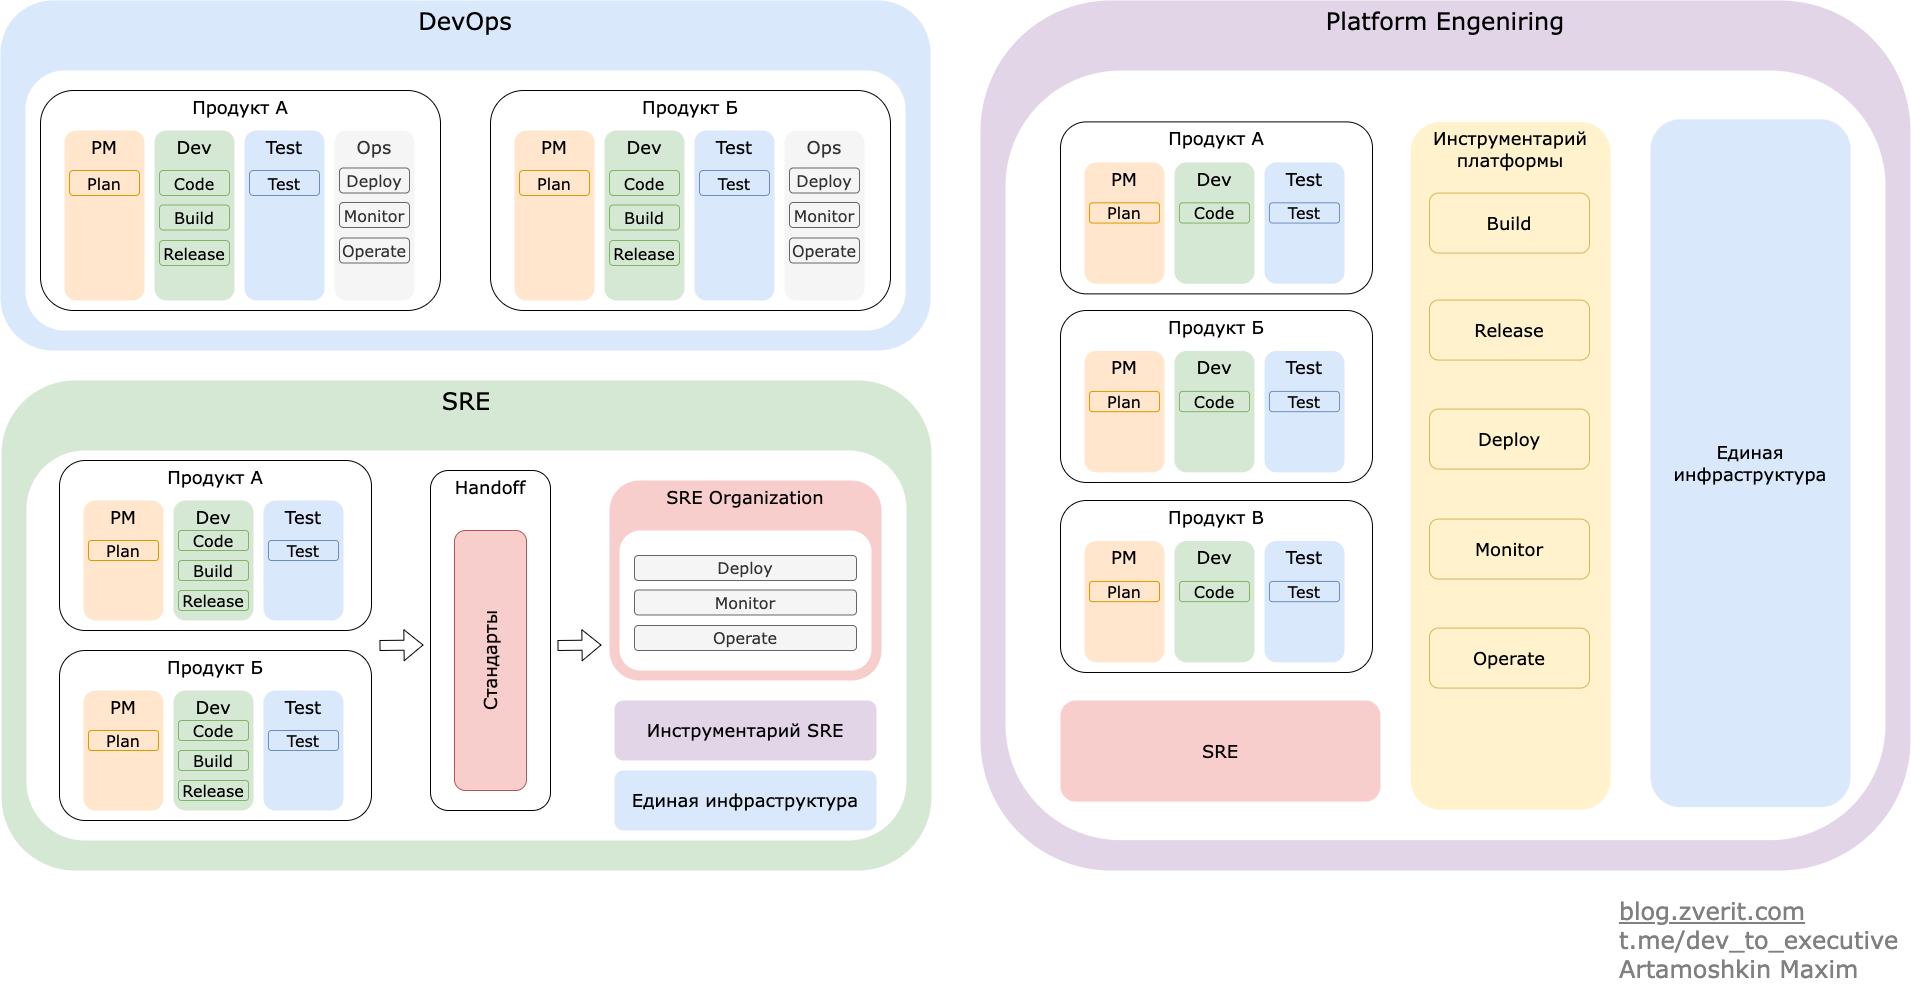 DevOps
Продукт А
PM
Plan
Dev
Code
Build
Release
Test
Test
Ops
Deploy
Monitor
Operate
Продукт Б
PM
Plan
Dev
Code
Build
Release
Test
Test
Ops
Deploy
Monitor
Operate
SRE
Продукт А
PM
Plan
Dev
Code
Build
Release
Test
Test
Продукт Б
PM
Plan
Dev
Code
Build
Release
Test
Test
Handoff
Стандарты
SRE Organization
Deploy
Monitor
Operate
Инструментарий SRE
Единая инфраструктура
Platform Engeniring
Продукт А
PM
Plan
Dev
Code
Test
Test
Продукт Б
PM
Plan
Dev
Code
Test
Test
Продукт В
PM
Plan
Dev
Code
Test
Test
SRE
Инструментарий
платформы
Build
Release
Deploy
Monitor
Operate
Единая
инфраструктура
blog.zverit.com
t.me/dev_to_executive
Artamoshkin Maxim